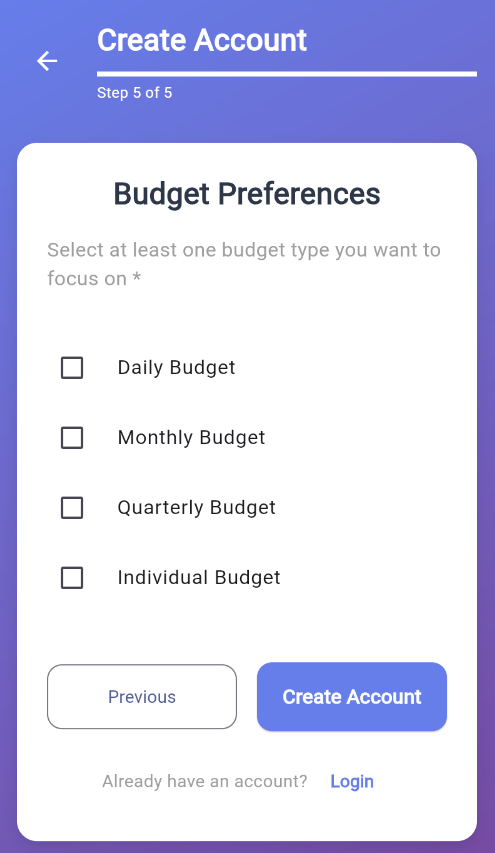 Create Account
Step 5 of 5
Budget Preferences
Select at least one budget type you want to
focus on *
Daily Budget
Monthly Budget
Quarterly Budget
Individual Budget
Previous
Create Account
Already have an account? Login